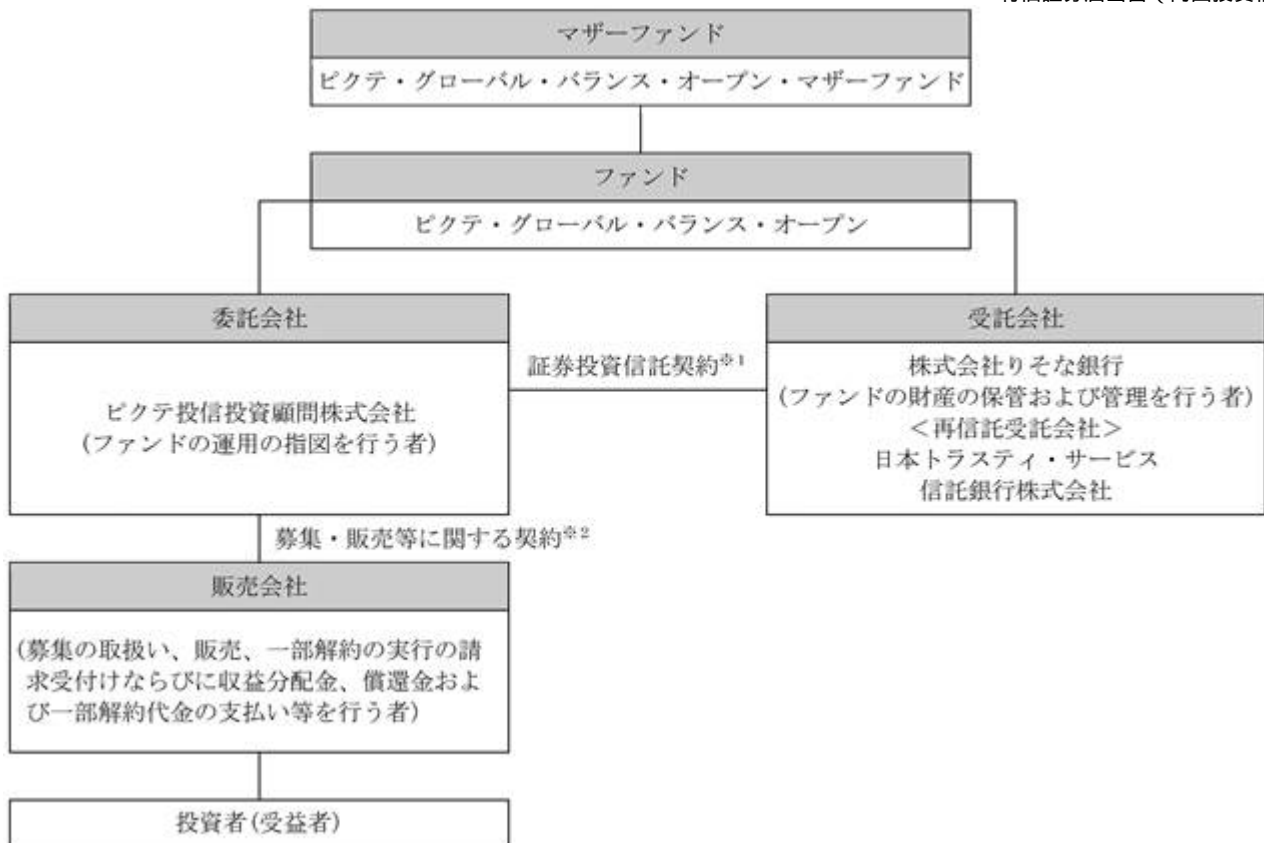 マザーファンド
ピクテ・グローバル・バランス・オープン・マザーファンド
ファンド
ピクテ・グローバル・バランス・オープン
委託会社
ピクテ投信投資顧問株式会社
(ファンドの運用の指図を行う者)
証券投資信託契約※1
受託会社
株式会社りそな銀行
(ファンドの財産の保管および管理を行う者)
<再信託受託会社>
日本トラスティ・サービス
信託銀行株式会社
募集・販売等に関する契約※2
販売会社
(募集の取扱い、販売、一部解約の実行の請
求受付けならびに収益分配金、償還金およ
び一部解約代金の支払い等を行う者)
投資者(受益者)